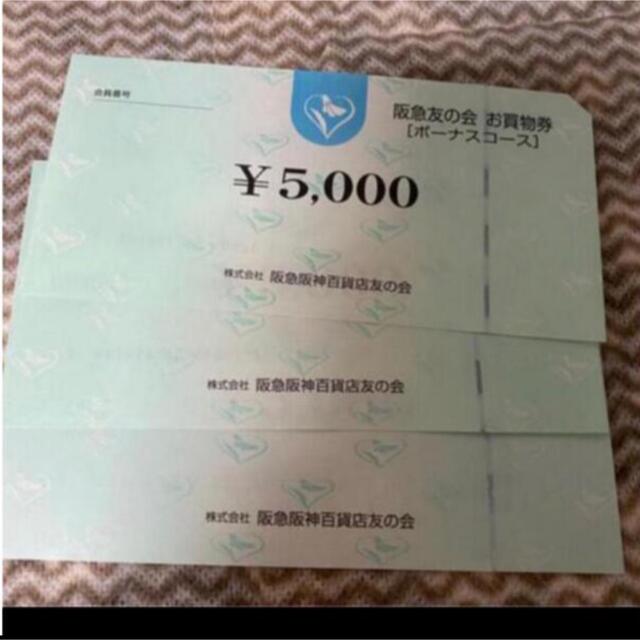 会員番号
阪急友の会 お買物券
[ボーナスコース]
￥5,000
株式会社 阪急阪神百貨店友の会
株式会社 阪急阪神百貨店友の会
株式会社 阪急阪神百貨店友の会